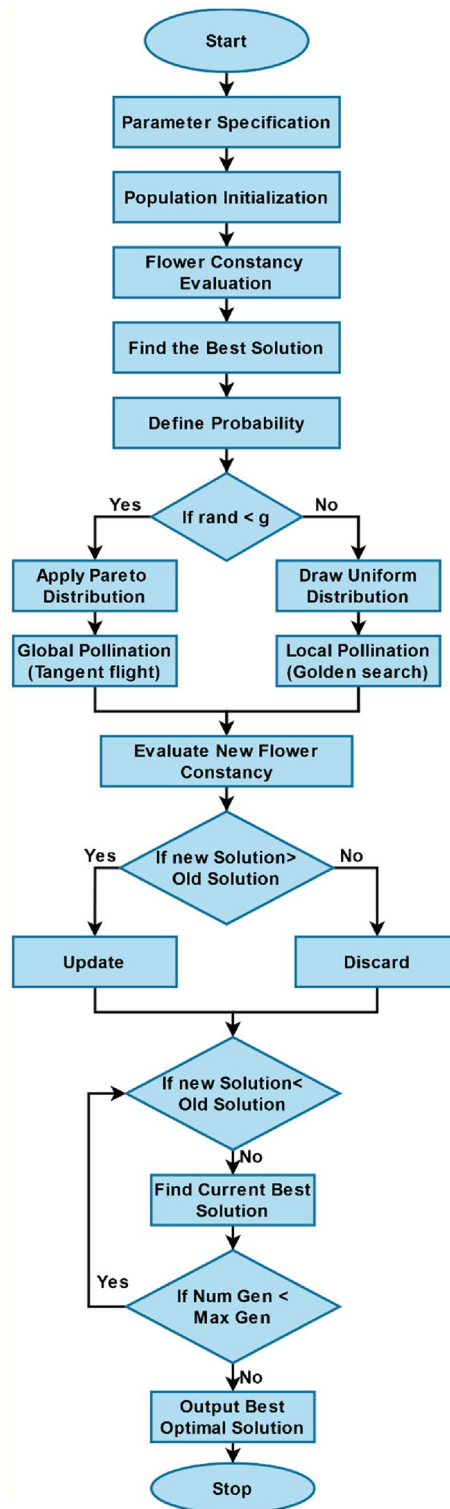 Start
Parameter Specification
Population Initialization
Flower Constancy
Evaluation
Find the Best Solution
Define Probability
Yes
If rand < g
No
Apply Pareto
Distribution
Draw Uniform
Distribution
Global Pollination
(Tangent flight)
Local Pollination
(Golden search)
Evaluate New Flower
Constancy
Yes
If new Solution>
Old Solution
No
Update
Discard
If new Solution<
Old Solution
No
Find Current Best
Solution
Yes
If Num Gen <
Max Gen
No
Output Best
Optimal Solution
Stop